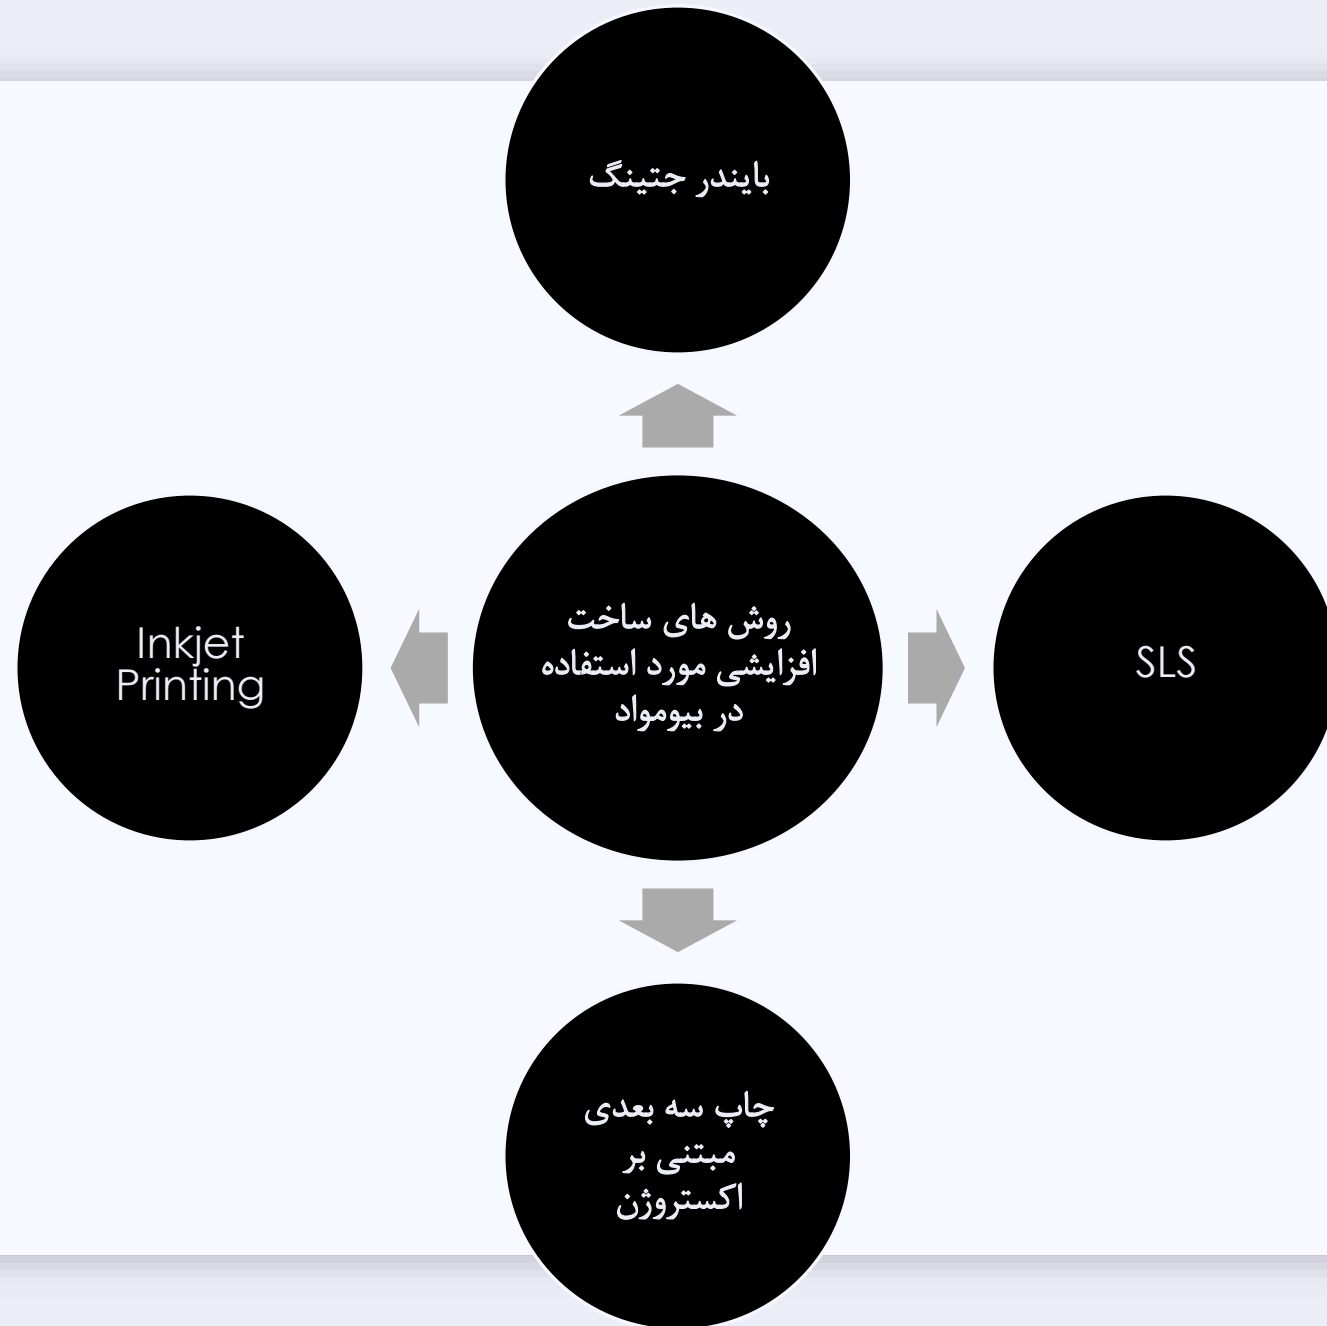 بایندر جتینگ
Inkjet
Printing
روش های ساخت
افزایشی مورد استفاده
در بیومواد
SLS
چاپ سه بعدی
مبتنی بر
اکستروژن